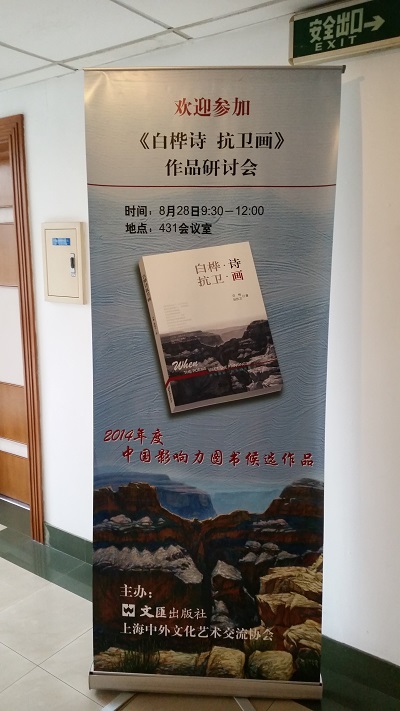 安全出口
EXIT
欢迎参加
《白桦诗 抗卫画》
作品研讨会
时间：8月28日9:30－12:00
地点：431会议室
白桦·诗
抗卫·画
When
2014年度
中国影响力图书候选作品
主办：
文匯出版社
上海中外文化艺术交流协会